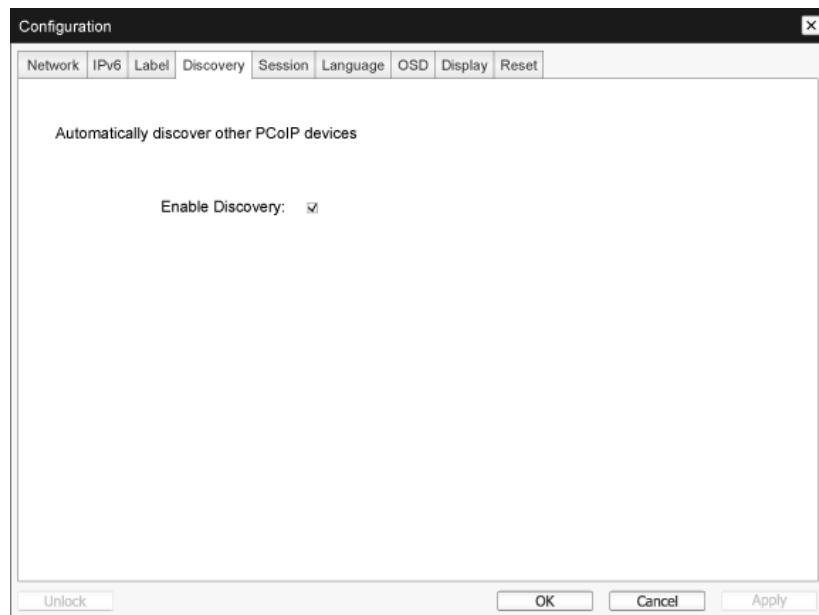 Configuration
Network IPv6 Label Discovery Session Language OSD Display Reset
Automatically discover other PCoIP devices
Enable Discovery:
Unlock OK Cancel Apply